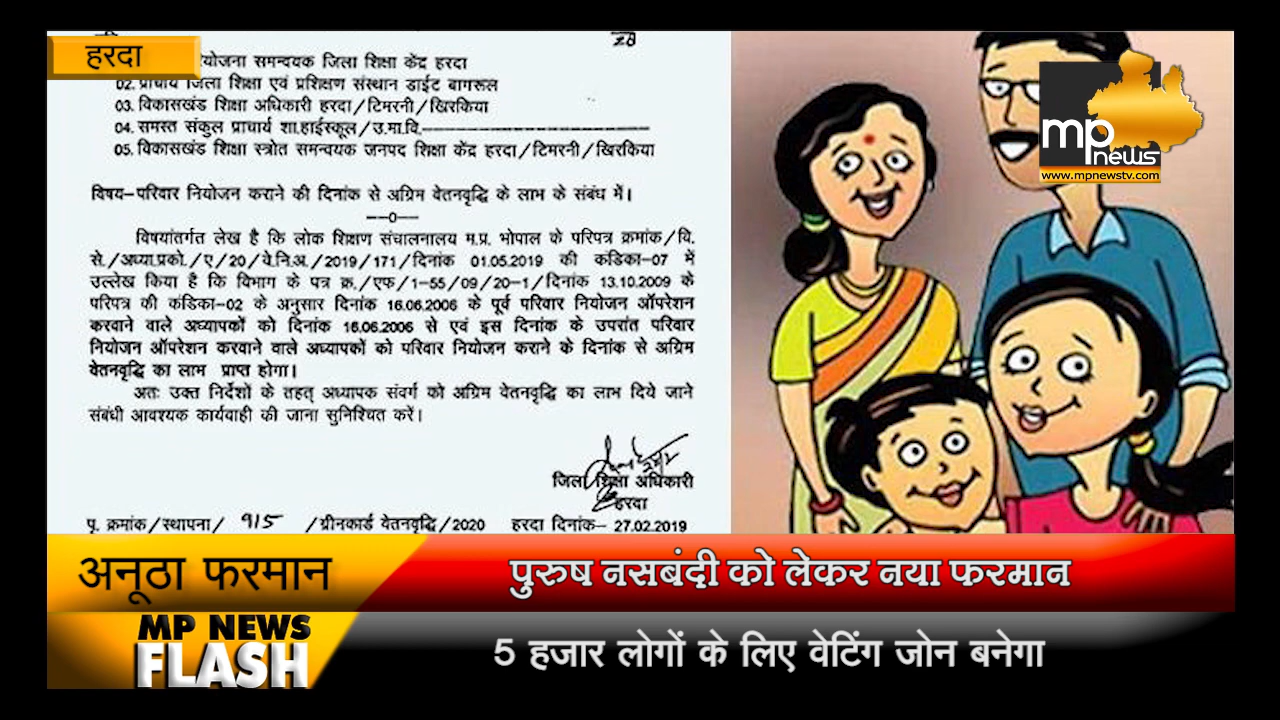 हरदा
28
योजना समन्वयक जिला शिक्षा केंद्र हरदा
02. प्राचार्य जिला शिक्षा एवं प्रशिक्षण संस्थान डाईट बागरूल
03. विकासखंड शिक्षा अधिकारी हरदा/टिमरनी/खिरकिया
04. समस्त संकुल प्राचार्य शा.हाईस्कूल/उ.मा.वि.
05. विकासखंड शिक्षा स्त्रोत समन्वयक जनपद शिक्षा केंद्र हरदा/टिमरनी/खिरकिया
विषय–परिवार नियोजन कराने की दिनांक से अग्रिम वेतनवृद्धि के लाभ के संबंध में।
—0—
विषयांतर्गत लेख है कि लोक शिक्षण संचालनालय म.प्र. भोपाल के परिपत्र क्रमांक/वि.
से./अध्या.प्रको./ए/20/वे.नि.अ./2019/171/दिनांक 01.05.2019 की कंडिका-07 में
उल्लेख किया है कि विभाग के पत्र क्र./एफ/1-55/09/20-1/दिनांक 13.10.2009 के
परिपत्र की कंडिका-02 के अनुसार दिनांक 16.06.2006 के पूर्व परिवार नियोजन ऑपरेशन
करवाने वाले अध्यापकों को दिनांक 16.06.2006 से एवं इस दिनांक के उपरांत परिवार
नियोजन ऑपरेशन करवाने वाले अध्यापकों को परिवार नियोजन कराने के दिनांक से अग्रिम
वेतनवृद्धि का लाभ प्राप्त होगा।
अतः उक्त निर्देशों के तहत् अध्यापक संवर्ग को अग्रिम वेतनवृद्धि का लाभ दिये जाने
संबंधी आवश्यक कार्यवाही की जाना सुनिश्चित करें।
जिला शिक्षा अधिकारी
हरदा
पृ. क्रमांक/स्थापना/ 915 /ग्रीनकार्ड वेतनवृद्धि/2020 हरदा दिनांक– 27.02.2019
mp news
www.mpnewstv.com
अनूठा फरमान
पुरुष नसबंदी को लेकर नया फरमान
MP NEWS
FLASH
5 हजार लोगों के लिए वेटिंग जोन बनेगा